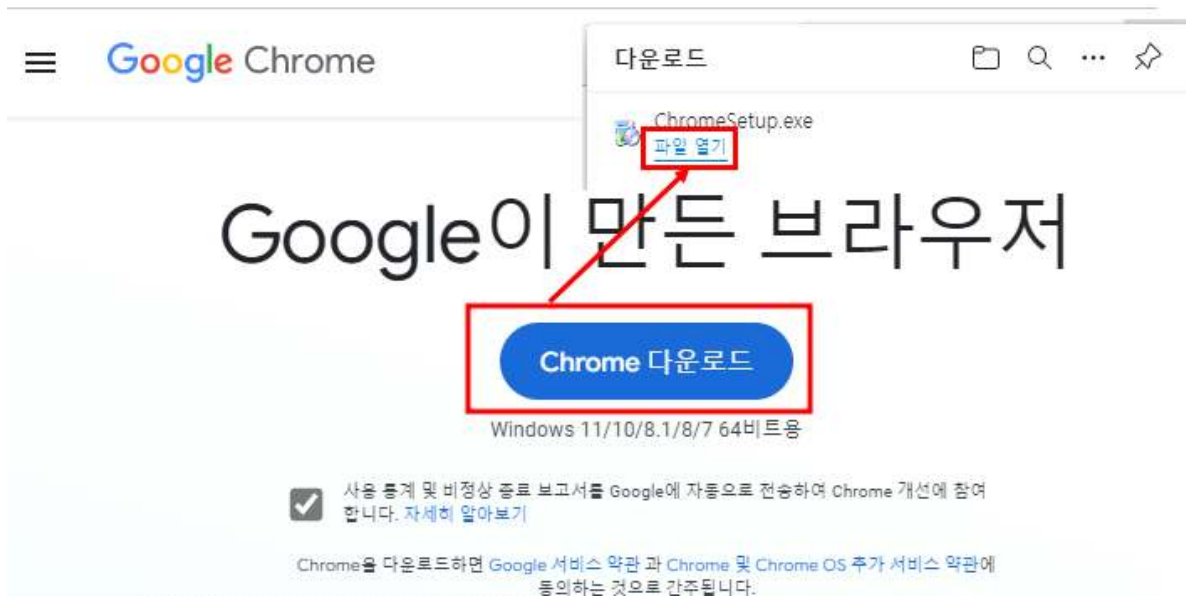 Google Chrome
다운로드
ChromeSetup.exe
파일 열기
Google이 만든 브라우저
Chrome 다운로드
Windows 11/10/8.1/8/7 64비트용
사용 통계 및 비정상 종료 보고서를 Google에 자동으로 전송하여 Chrome 개선에 참여
합니다. 자세히 알아보기
Chrome을 다운로드하면 Google 서비스 약관 과 Chrome 및 Chrome OS 추가 서비스 약관에
동의하는 것으로 간주됩니다.